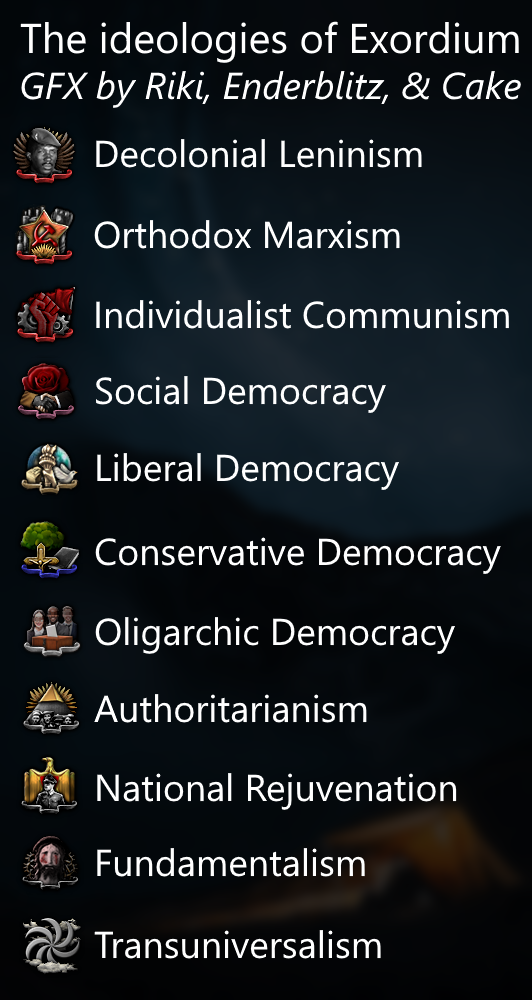 The ideologies of Exordium
GFX by Riki, Enderblitz, & Cake
Decolonial Leninism
Orthodox Marxism
Individualist Communism
Social Democracy
Liberal Democracy
Conservative Democracy
Oligarchic Democracy
Authoritarianism
National Rejuvenation
Fundamentalism
Transuniversalism